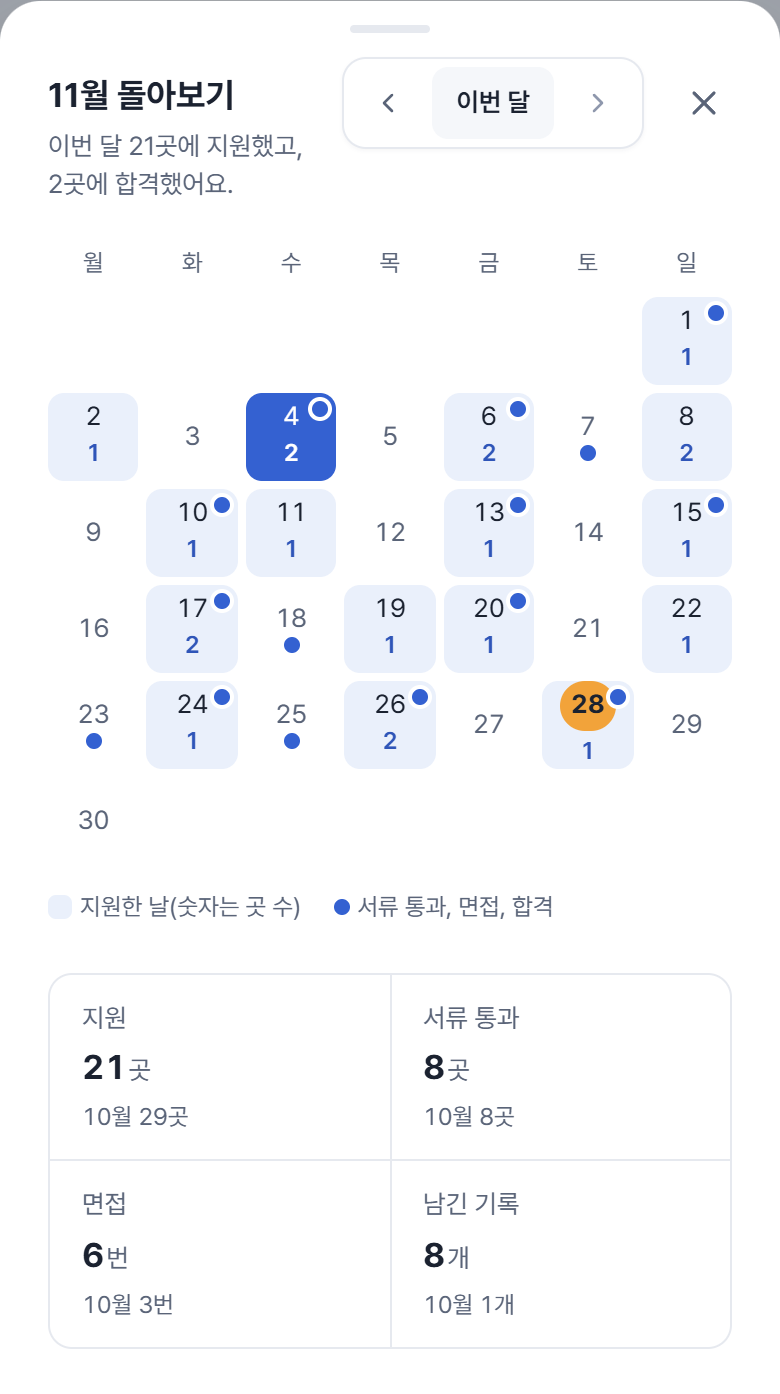 11월 돌아보기
이번 달
이번 달 21곳에 지원했고,
2곳에 합격했어요.
월 화 수 목 금 토 일
1
1
2 3 4 5 6 7 8
1 2 2 2
9 10 11 12 13 14 15
1 1 1 1
16 17 18 19 20 21 22
2 1 1 1
23 24 25 26 27 28 29
1 2 1
30
지원한 날(숫자는 곳 수) 서류 통과, 면접, 합격
지원 서류 통과
21곳 8곳
10월 29곳 10월 8곳
면접 남긴 기록
6번 8개
10월 3번 10월 1개